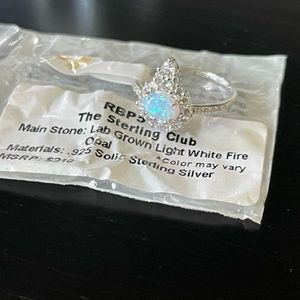 The Sterling Club
Main Stone: Lab Grown Light White Fire
Opal
*Color may vary
Materials: .925 Solid Sterling Silver
MSRP: